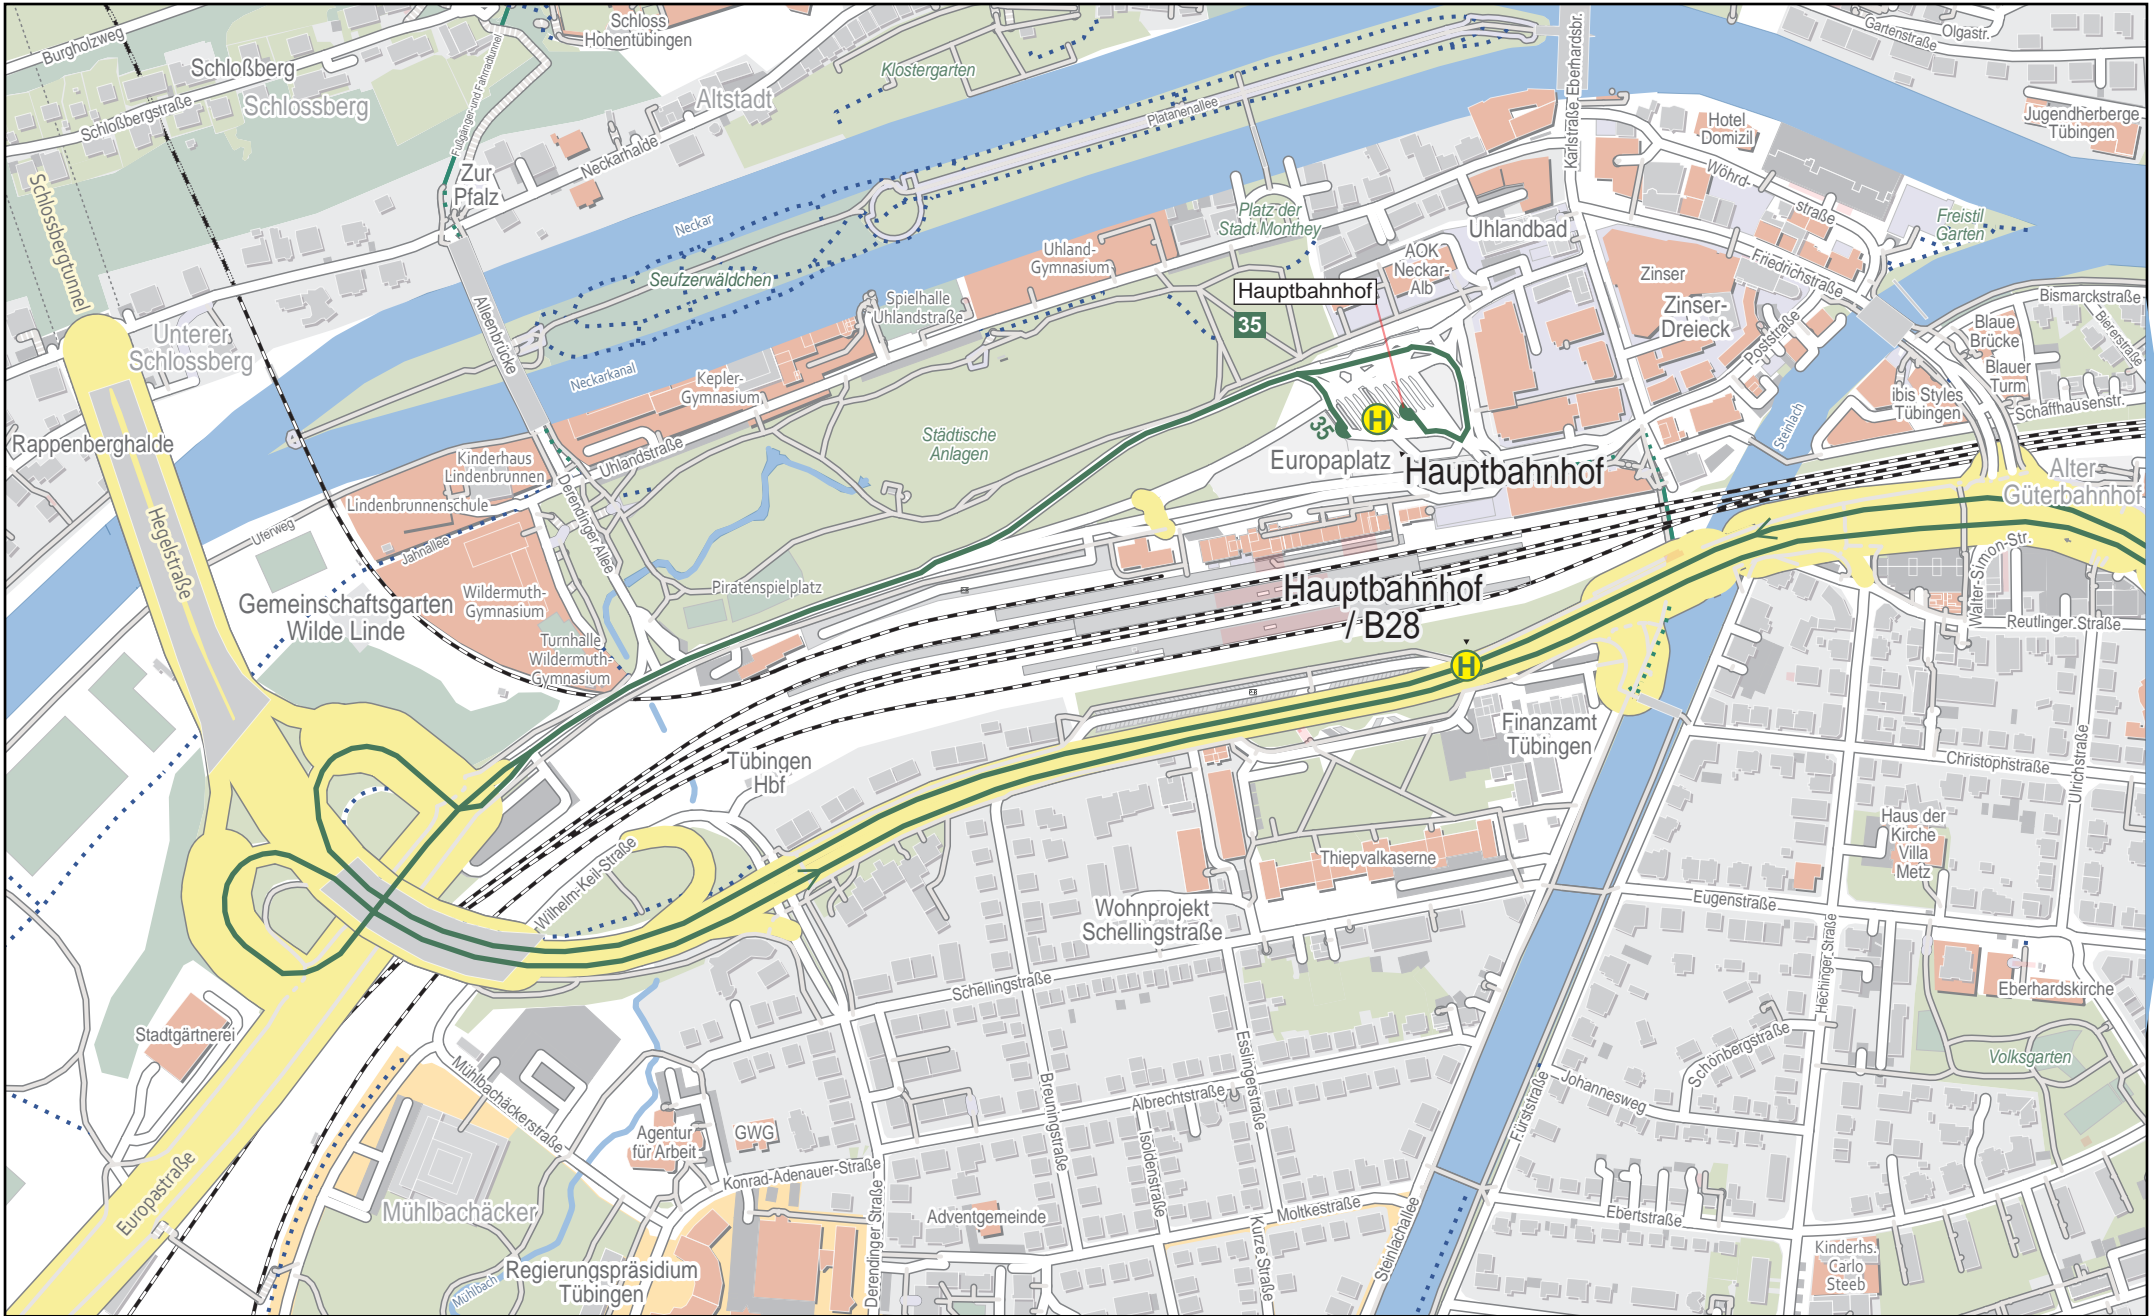 Burgholzweg
Schloßberg
Schlossberg
Schloßbergstraße
Schlossbergtunnel
Fußgänger-und Fahrradtunnel
Schloss
Hohentübingen
Altstadt
Klostergarten
Neckarhalde
Zur
Pfalz
Neckar
Platanenallee
Karlstraße
Eberhardsbr.
Gartenstraße
Olgastr.
Hotel
Domizil
Jugendherberge
Tübingen
Wöhrd-
straße
Freistil
Garten
Platz der
Stadt Monthey
Uhlandbad
Uhland-
Gymnasium
AOK
Neckar-
Alb
Zinser
Zinser-
Dreieck
Friedrichstraße
Poststraße
Bismarckstraße
Biererstraße
Blaue
Brücke
Blauer
Turm
ibis Styles
Tübingen
Schaffhausenstr.
Steinlach
Seufzerwäldchen
Spielhalle
Uhlandstraße
Hauptbahnhof
35
Unterer
Schlossberg
Alleenbrücke
Neckarkanal
Kepler-
Gymnasium
Rappenberghalde
Hegelstraße
Städtische
Anlagen
35
H
Europaplatz
Hauptbahnhof
Kinderhaus
Lindenbrunnen
Uhlandstraße
Lindenbrunnenschule
Uferweg
Jahnallee
Derendinger Allee
Alter
Güterbahnhof
Gemeinschaftsgarten
Wilde Linde
Wildermuth-
Gymnasium
Piratenspielplatz
Turnhalle
Wildermuth-
Gymnasium
Hauptbahnhof
/ B28
H
Walter-Simon-Str.
Reutlinger Straße
Finanzamt
Tübingen
Tübingen
Hbf
Christophstraße
Ulrichstraße
Wilhelm-Keil-Straße
Thiepvalkaserne
Haus der
Kirche
Villa
Metz
Wohnprojekt
Schellingstraße
Eugenstraße
Hechinger Straße
Schellingstraße
Eberhardskirche
Stadtgärtnerei
Mühlbachäckerstraße
Esslingerstraße
Schönbergstraße
Volksgarten
Johannesweg
Fürststraße
Breuningstraße
Albrechtstraße
Isoldenstraße
Agentur
für Arbeit
GWG
Konrad-Adenauer-Straße
Europastraße
Mühlbachäcker
Derendinger Straße
Adventgemeinde
Kurze Straße
Moltkestraße
Steinlachallee
Ebertstraße
Kinderhs.
Carlo
Steeb
Regierungspräsidium
Tübingen
Mühlbach